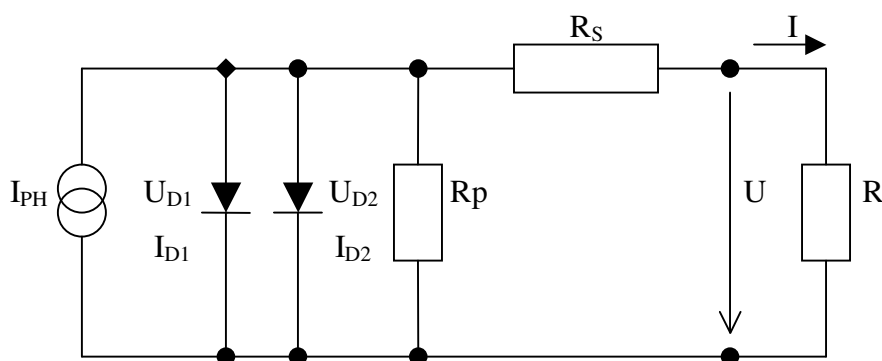 R_S
I
I_PH
U_D1
U_D2
Rp
U
R
I_D1
I_D2